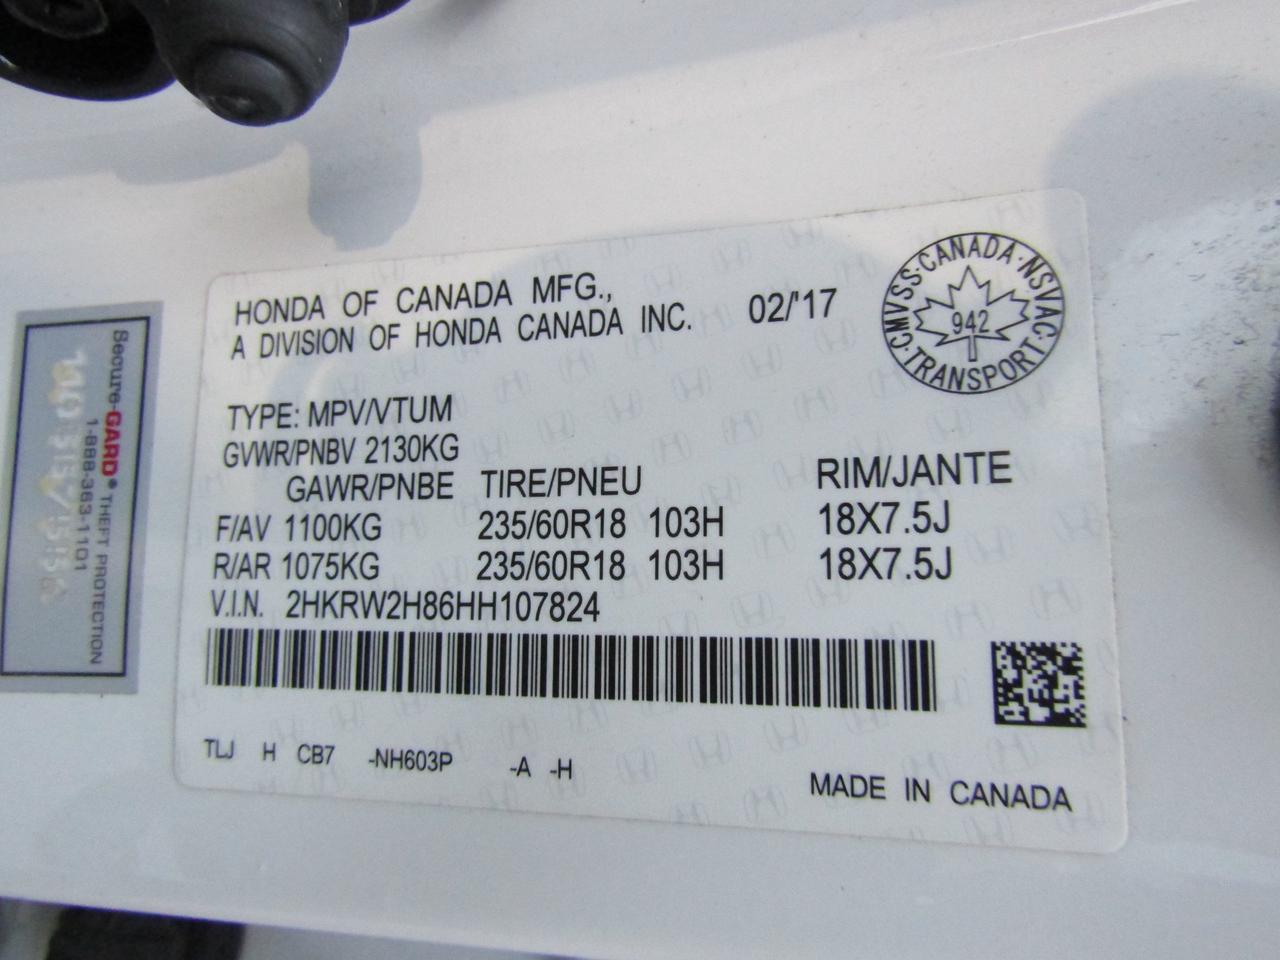 HONDA OF CANADA MFG.,
A DIVISION OF HONDA CANADA INC. 02/'17
CMVSS·CANADA·NSVAC·TRANSPORT·
942
TYPE: MPV/VTUM
GVWR/PNBV 2130KG
GAWR/PNBE TIRE/PNEU RIM/JANTE
F/AV 1100KG 235/60R18 103H 18X7.5J
R/AR 1075KG 235/60R18 103H 18X7.5J
V.I.N. 2HKRW2H86HH107824
TLJ H CB7 -NH603P -A -H
MADE IN CANADA
Secure-GARD® THEFT PROTECTION
1-888-363-1101